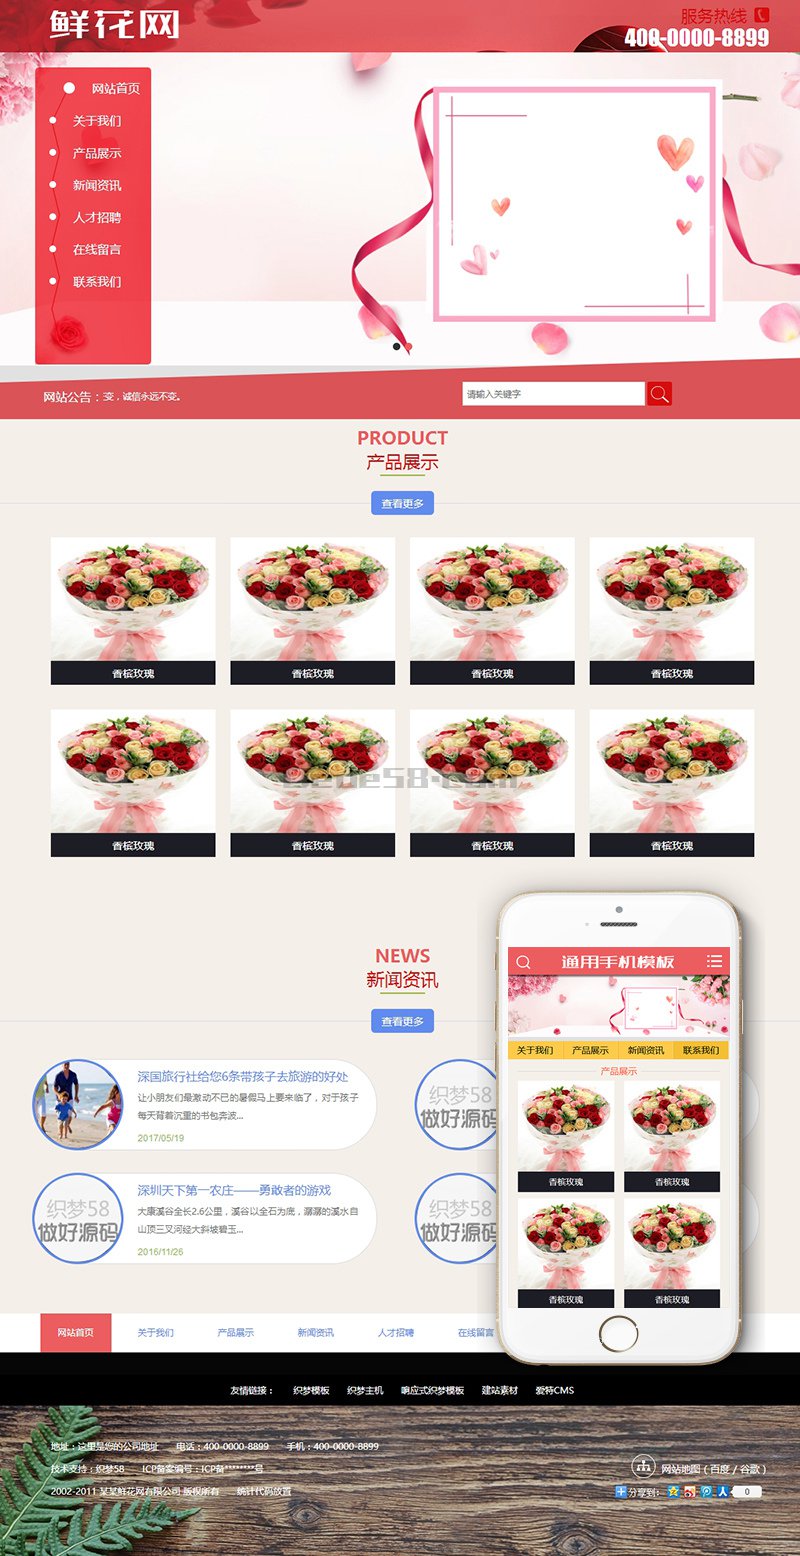 鲜花网
服务热线
400-0000-8899
网站首页
关于我们
产品展示
新闻资讯
人才招聘
在线留言
联系我们
网站公告：变，诚信永远不变。
请输入关键字
PRODUCT
产品展示
查看更多
香槟玫瑰 香槟玫瑰 香槟玫瑰 香槟玫瑰
香槟玫瑰 香槟玫瑰 香槟玫瑰 香槟玫瑰
NEWS
新闻资讯
查看更多
深国旅行社给您6条带孩子去旅游的好处
让小朋友们最激动不已的暑假马上要来临了，对于孩子
每天背着沉重的书包奔波...
2017/05/19
织梦58
做好源码
深圳天下第一农庄——勇敢者的游戏
大康溪谷全长2.6公里，溪谷以全石为底，潺潺的溪水自
山顶三叉河经大斜坡碧玉...
2016/11/26
织梦58
做好源码
织梦58
做好源码
通用手机模板
关于我们 产品展示 新闻资讯 联系我们
产品展示
香槟玫瑰 香槟玫瑰
香槟玫瑰 香槟玫瑰
网站首页 关于我们 产品展示 新闻资讯 人才招聘 在线留言
友情链接： 织梦模板 织梦主机 响应式织梦模板 建站素材 爱特CMS
地址：这里是您的公司地址 电话：400-0000-8899 手机：400-0000-8899
技术支持：织梦58 ICP备案编号：ICP备********号
2002-2011 某某鲜花网有限公司 版权所有 统计代码放置
网站地图 ( 百度 / 谷歌 )
分享到： 0